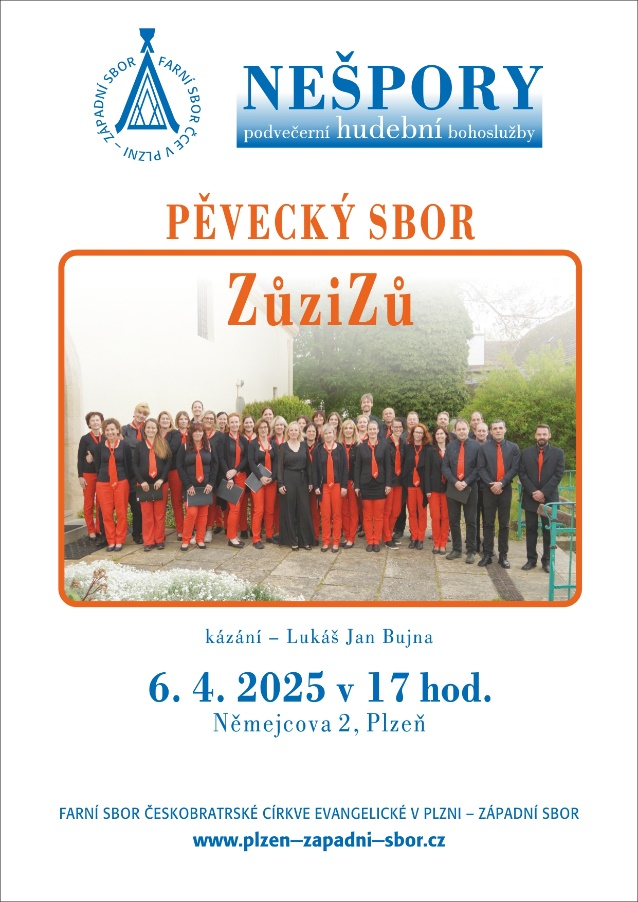 ZÁPADNÍ SBOR FARNÍ SBOR ČCE V PLZNI –
NEŠPORY
podvečerní hudební bohoslužby
PĚVECKÝ SBOR
ZůziZů
kázání – Lukáš Jan Bujna
6. 4. 2025 v 17 hod.
Němejcova 2, Plzeň
FARNÍ SBOR ČESKOBRATRSKÉ CÍRKVE EVANGELICKÉ V PLZNI – ZÁPADNÍ SBOR
www.plzen–zapadni–sbor.cz